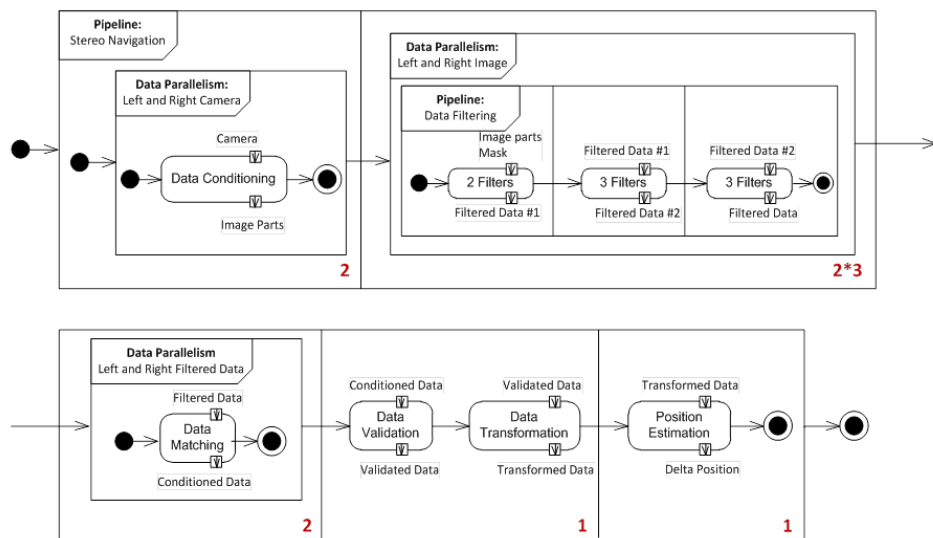 Pipeline:
Stereo Navigation
Data Parallelism:
Left and Right Camera
Camera
Data Conditioning
Image Parts
2
Data Parallelism:
Left and Right Image
Pipeline:
Data Filtering
Image parts
Mask
2 Filters
Filtered Data #1
Filtered Data #1
3 Filters
Filtered Data #2
Filtered Data #2
3 Filters
Filtered Data
2*3
Data Parallelism
Left and Right Filtered Data
Filtered Data
Data
Matching
Conditioned Data
2
Conditioned Data
Data
Validation
Validated Data
Validated Data
Data
Transformation
Transformed Data
1
Transformed Data
Position
Estimation
Delta Position
1